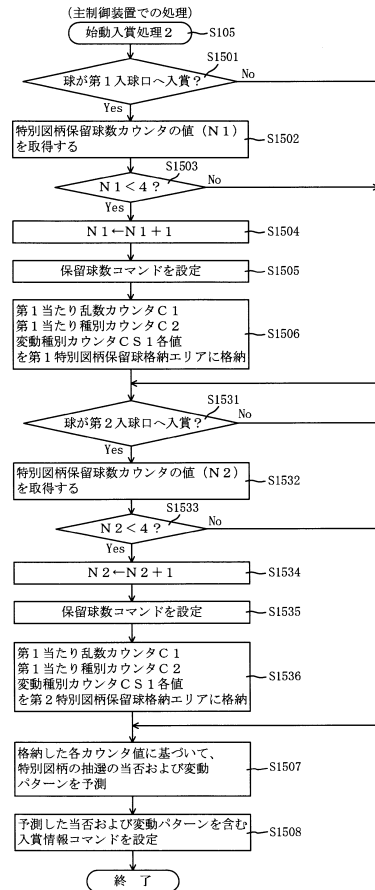 (主制御装置での処理)
始動入賞処理2
S105
S1501
球が第1入球口へ入賞?
No
Yes
特別図柄保留球数カウンタの値(N1)
を取得する
S1502
S1503
N1<4?
No
Yes
N1←N1+1
S1504
保留球数コマンドを設定
S1505
第1当たり乱数カウンタC1
第1当たり種別カウンタC2
変動種別カウンタCS1各値
を第1特別図柄保留球格納エリアに格納
S1506
S1531
球が第2入球口へ入賞?
No
Yes
特別図柄保留球数カウンタの値(N2)
を取得する
S1532
S1533
N2<4?
No
Yes
N2←N2+1
S1534
保留球数コマンドを設定
S1535
第1当たり乱数カウンタC1
第1当たり種別カウンタC2
変動種別カウンタCS1各値
を第2特別図柄保留球格納エリアに格納
S1536
格納した各カウンタ値に基づいて、
特別図柄の抽選の当否および変動
パターンを予測
S1507
予測した当否および変動パターンを含む
入賞情報コマンドを設定
S1508
終了